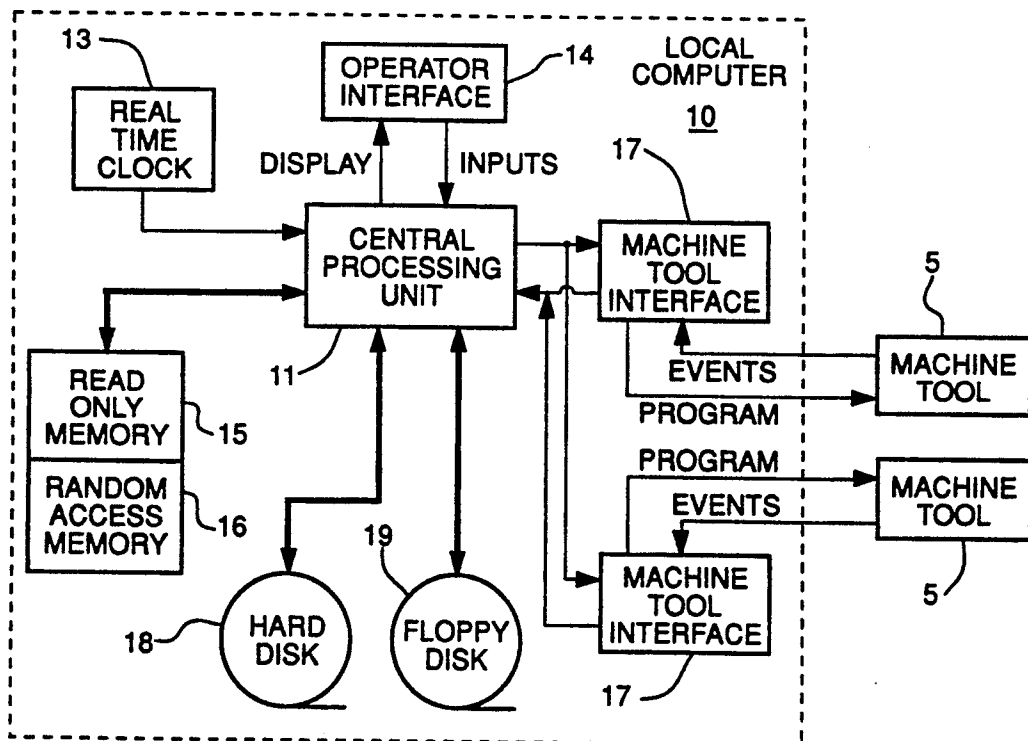 13
REAL
TIME
CLOCK
OPERATOR
INTERFACE
14
LOCAL
COMPUTER
10
DISPLAY
INPUTS
CENTRAL
PROCESSING
UNIT
11
17
MACHINE
TOOL
INTERFACE
5
MACHINE
TOOL
EVENTS
PROGRAM
READ
ONLY
MEMORY
15
RANDOM
ACCESS
MEMORY
16
PROGRAM
EVENTS
MACHINE
TOOL
5
18
HARD
DISK
19
FLOPPY
DISK
MACHINE
TOOL
INTERFACE
17